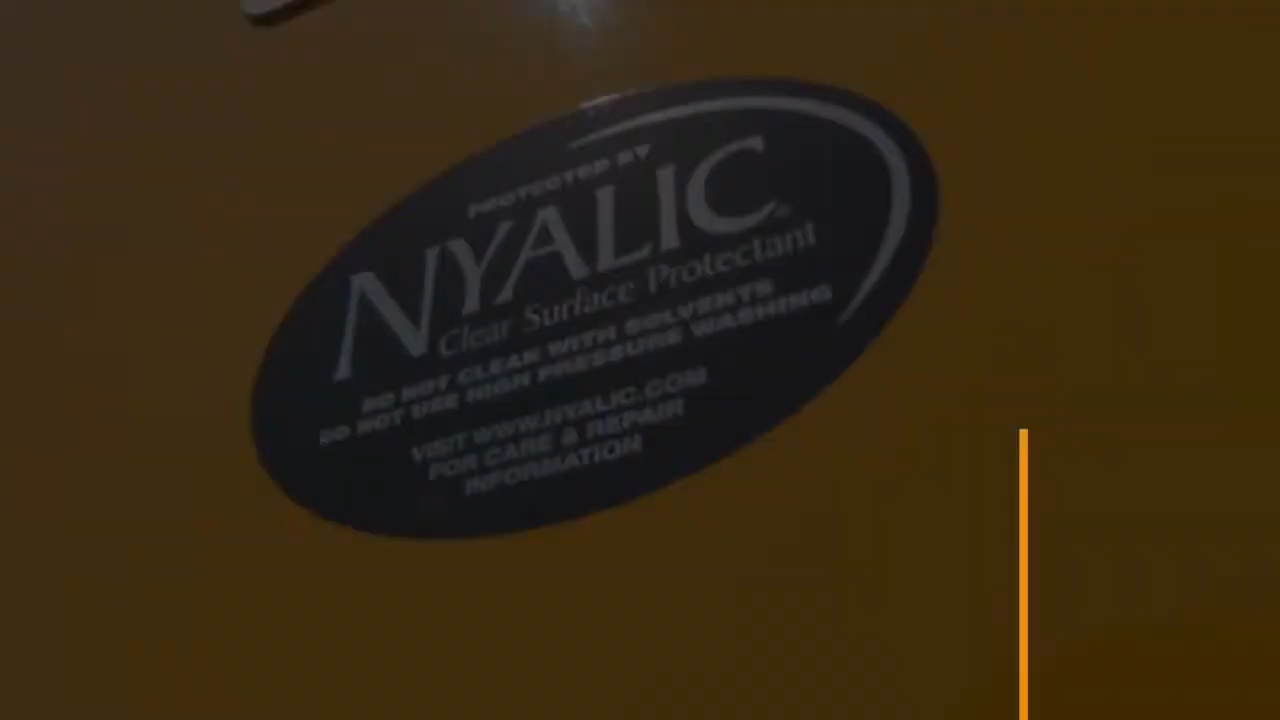 PROTECTED BY
NYALIC®
Clear Surface Protectant
DO NOT CLEAN WITH SOLVENTS
DO NOT USE HIGH PRESSURE WASHING
VISIT WWW.NYALIC.COM
FOR CARE & REPAIR
INFORMATION